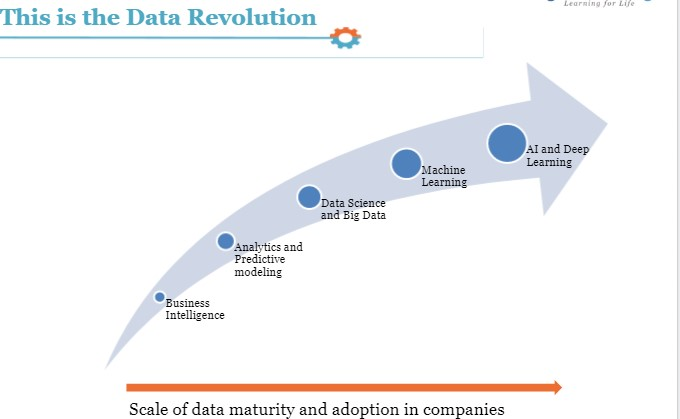 Learning for Life
This is the Data Revolution
AI and Deep
Learning
Machine
Learning
Data Science
and Big Data
Analytics and
Predictive
modeling
Business
Intelligence
Scale of data maturity and adoption in companies